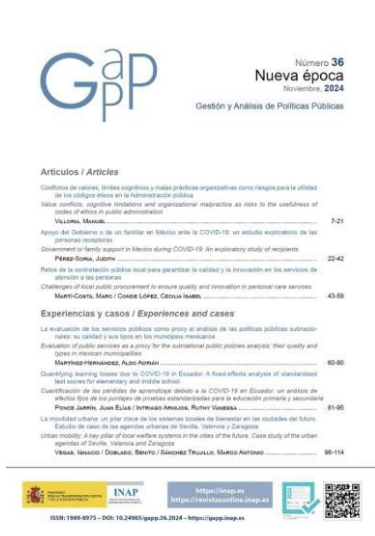 GAPP
Número 36
Nueva época
Noviembre, 2024
Gestión y Análisis de Políticas Públicas
Artículos / Articles
Conflictos de valores, límites cognitivos y malas prácticas organizativas como riesgos para la utilidad
de los códigos éticos en la Administración pública
Value conflicts, cognitive limitations and organizational malpractice as risks to the usefulness of
codes of ethics in public administration
VILLORIA, MANUEL 7-21
Apoyo del Gobierno o de un familiar en México ante la COVID-19: un estudio exploratorio de las
personas receptoras
Government or family support in Mexico during COVID-19: An exploratory study of recipients
PÉREZ-SORIA, JUDITH 22-42
Retos de la contratación pública local para garantizar la calidad y la innovación en los servicios de
atención a las personas
Challenges of local public procurement to ensure quality and innovation in personal care services
MARTÍ-COSTA, MARC / CONDE LÓPEZ, CECILIA ISABEL 43-59
Experiencias y casos / Experiences and cases
La evaluación de los servicios públicos como proxy al análisis de las políticas públicas subnacio-
nales: su calidad y sus tipos en los municipios mexicanos
Evaluation of public services as a proxy for the subnational public policies analysis: their quality and
types in mexican municipalities
MARTÍNEZ-HERNÁNDEZ, ALDO ADRIÁN 60-80
Quantifying learning losses due to COVID-19 in Ecuador: A fixed-effects analysis of standardized
test scores for elementary and middle school
Cuantificación de las pérdidas de aprendizaje debido a la COVID-19 en Ecuador: un análisis de
efectos fijos de los puntajes de pruebas estandarizadas para la educación primaria y secundaria
PONCE JARRÍN, JUAN ELÍAS / INTRIAGO ARMIJOS, RUTHY VANESSA 81-95
La movilidad urbana: un pilar clave de los sistemas locales de bienestar en las ciudades del futuro.
Estudio de caso de las agendas urbanas de Sevilla, Valencia y Zaragoza
Urban mobility: A key pillar of local welfare systems in the cities of the future. Case study of the urban
agendas of Seville, Valencia and Zaragoza
VEGAS, IGNACIO / DOBLADO, BENITO / SÁNCHEZ TRUJILLO, MARCO ANTONIO 96-114
INAP
https://inap.es
https://revistasonline.inap.es
ISSN: 1989-8975 – DOI: 10.24965/gapp.36.2024 – https://gapp.inap.es